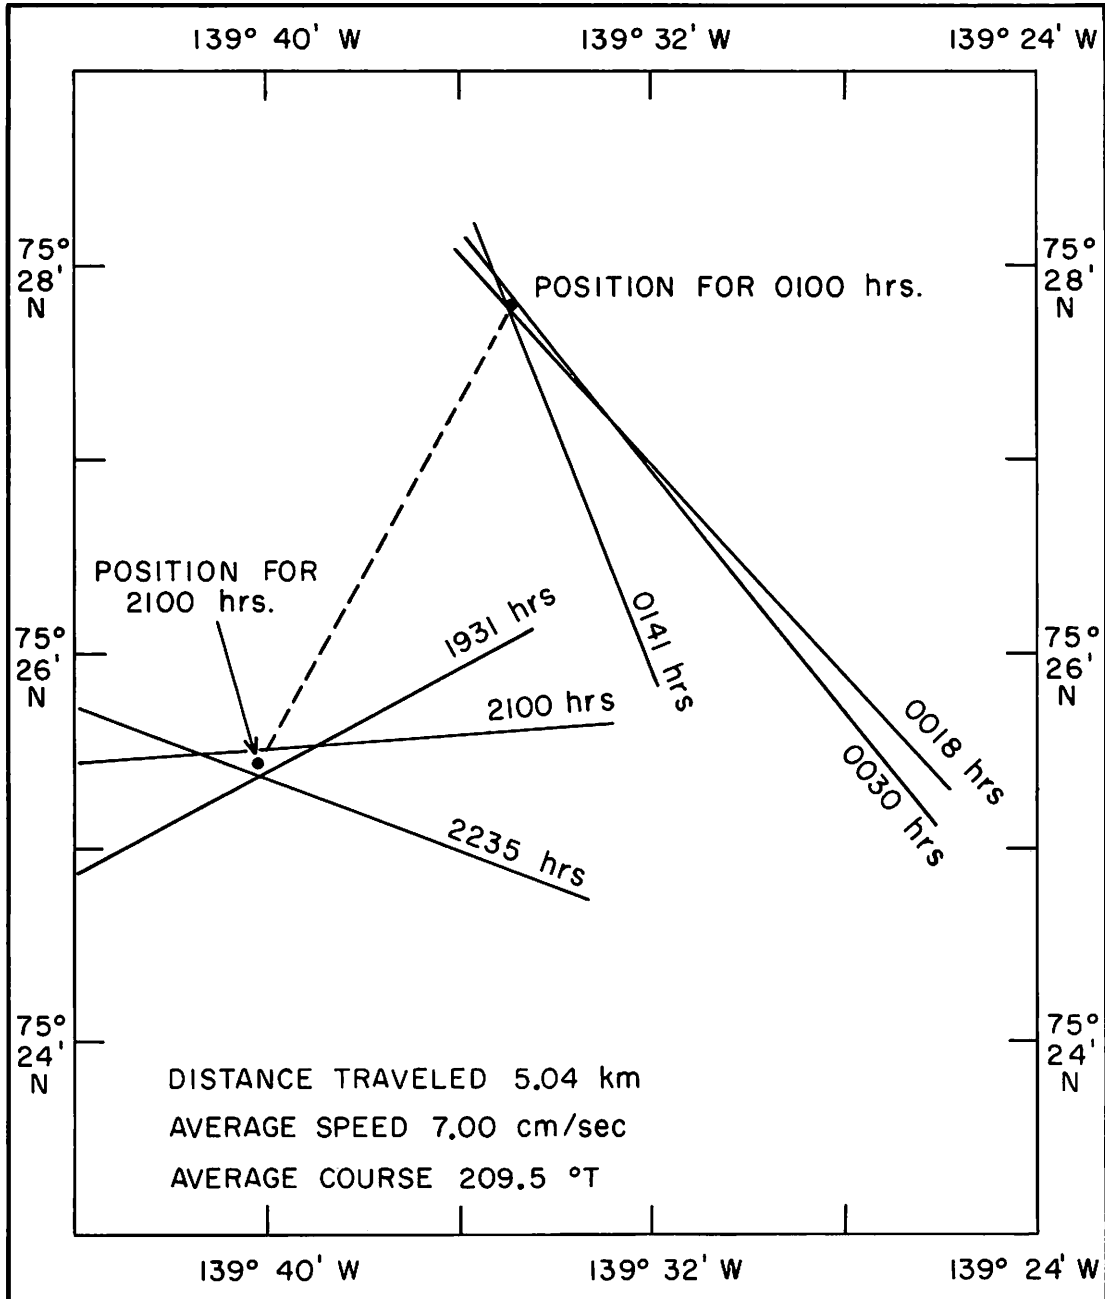 139° 40' W
139° 32' W
139° 24' W
75°
28'
N
75°
28'
N
POSITION FOR 0100 hrs.
POSITION FOR
2100 hrs.
1931 hrs
0141 hrs
75°
26'
N
75°
26'
N
2100 hrs
0018 hrs
0030 hrs
2235 hrs
75°
24'
N
75°
24'
N
DISTANCE TRAVELED 5.04 km
AVERAGE SPEED 7.00 cm/sec
AVERAGE COURSE 209.5 °T
139° 40' W
139° 32' W
139° 24' W